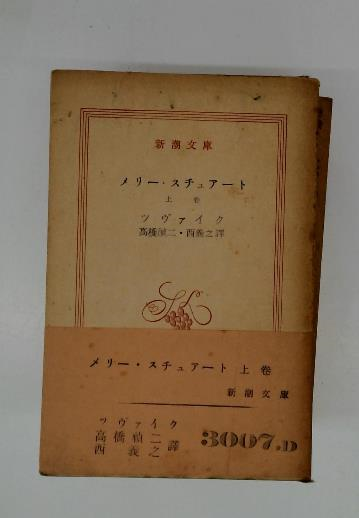 新潮文庫
メリー・スチュアート
上巻
ツヴァイク
高橋禎二・西義之譯
メリー・スチュアート 上巻
新潮文庫
ツヴァイク
高橋禎二
西義之 譯
3007.D